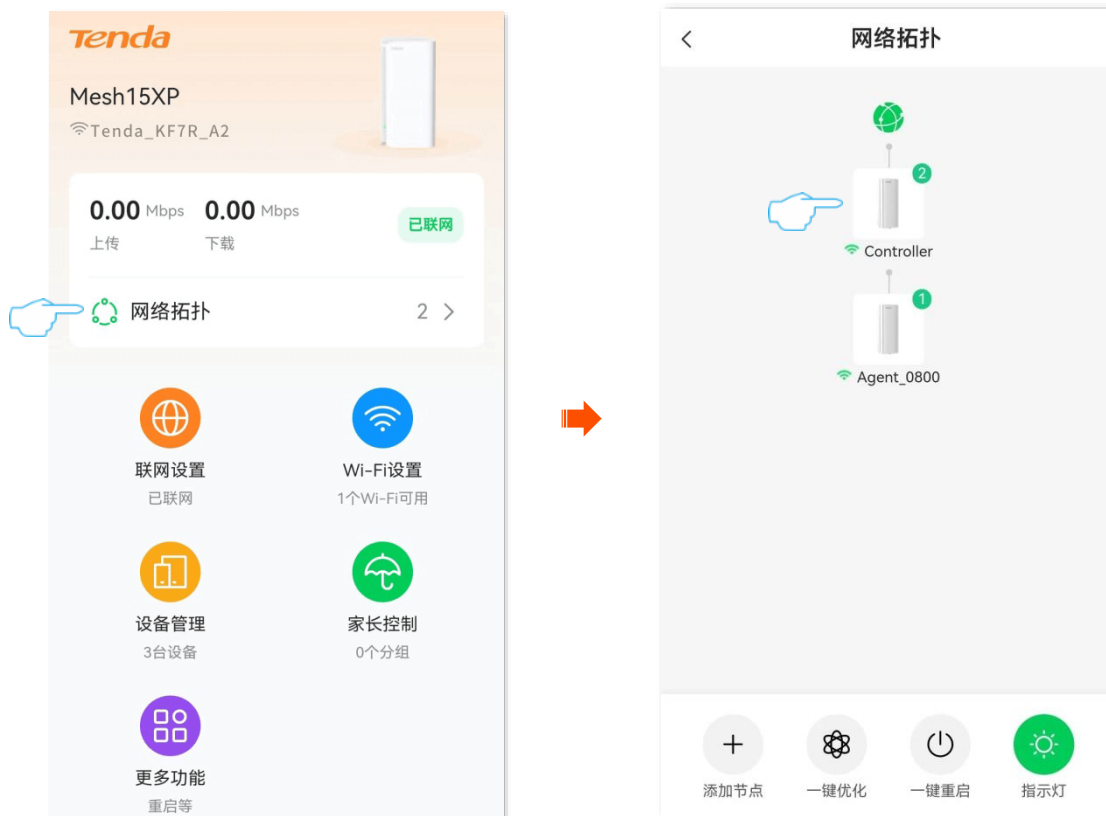 Tenda
Mesh15XP
Tenda_KF7R_A2
0.00 Mbps 0.00 Mbps
上传 下载
已联网
网络拓扑 2
联网设置 Wi-Fi设置
已联网 1个Wi-Fi可用
设备管理 家长控制
3台设备 0个分组
更多功能
重启等
网络拓扑
2
Controller
1
Agent_0800
添加节点 一键优化 一键重启 指示灯